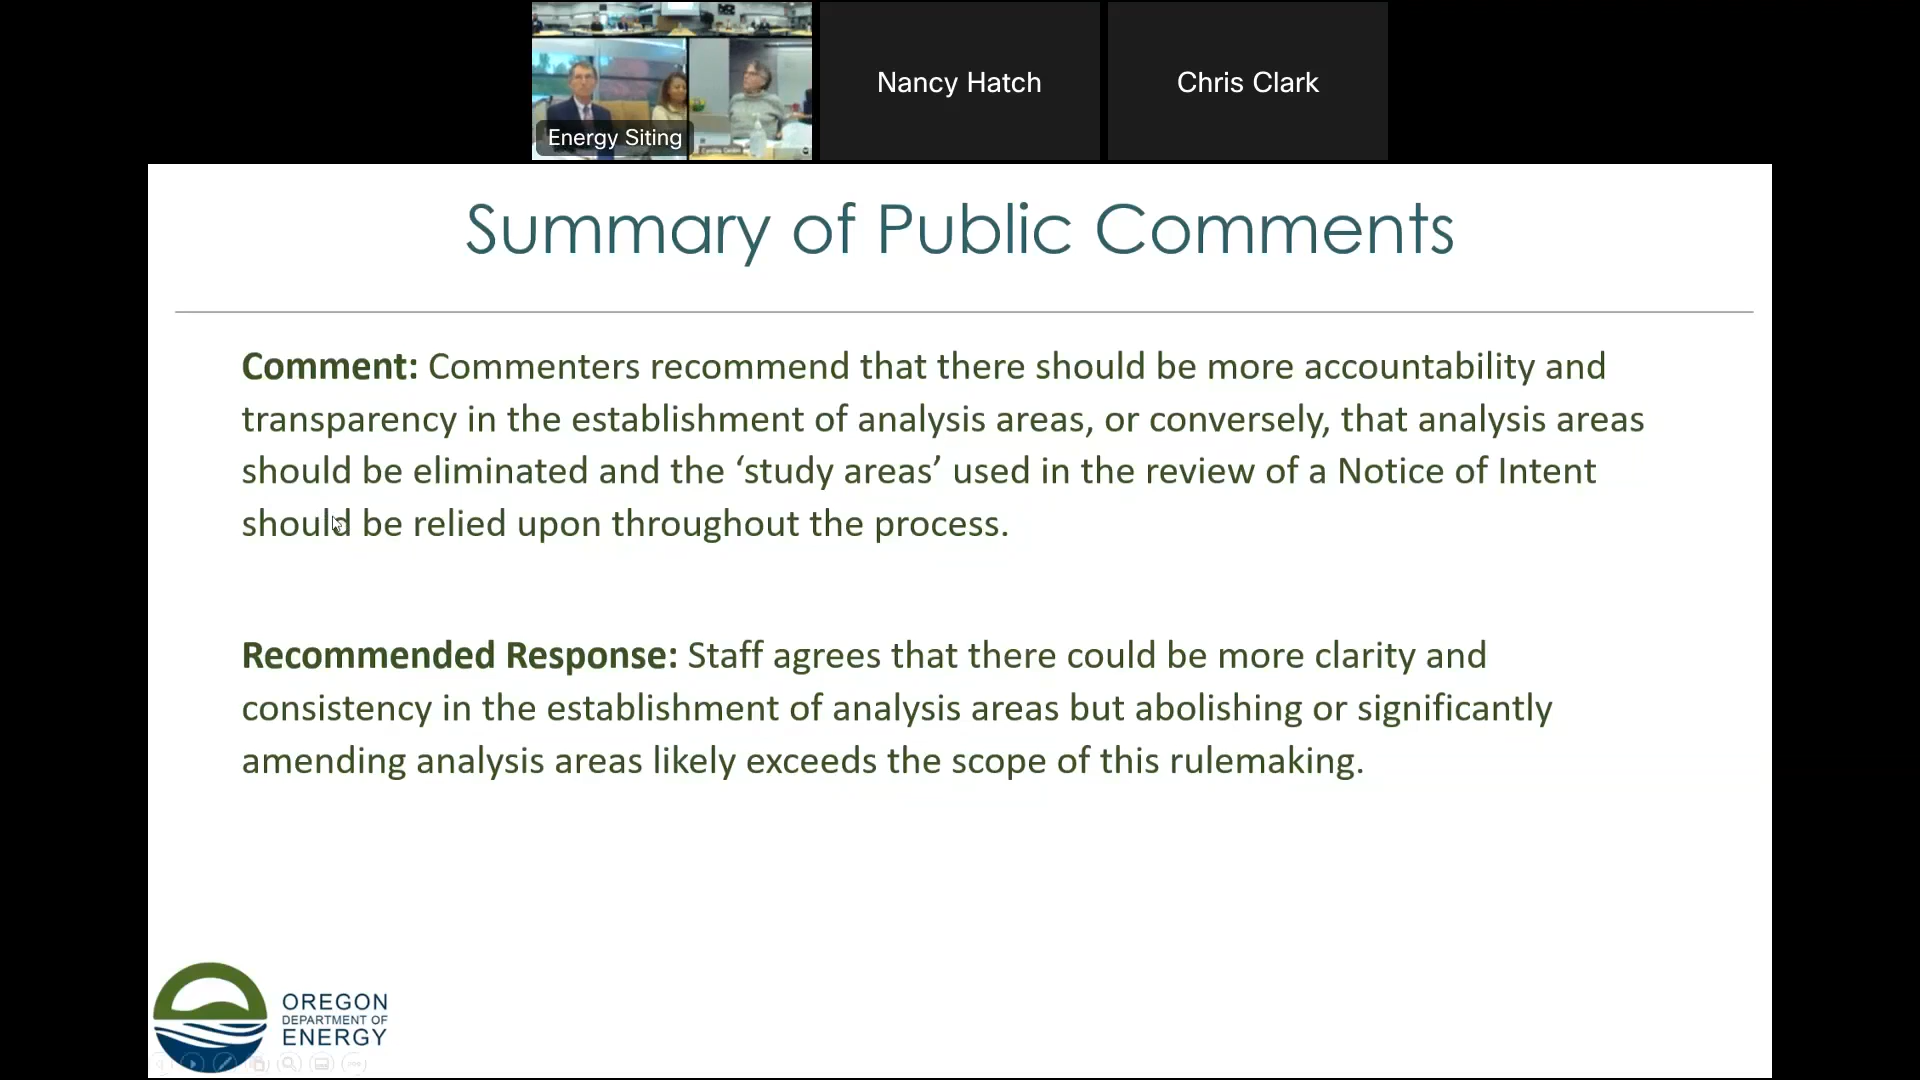 Energy Siting
Nancy Hatch
Chris Clark
Summary of Public Comments
Comment: Commenters recommend that there should be more accountability and
transparency in the establishment of analysis areas, or conversely, that analysis areas
should be eliminated and the ‘study areas’ used in the review of a Notice of Intent
should be relied upon throughout the process.
Recommended Response: Staff agrees that there could be more clarity and
consistency in the establishment of analysis areas but abolishing or significantly
amending analysis areas likely exceeds the scope of this rulemaking.
OREGON
DEPARTMENT OF
ENERGY